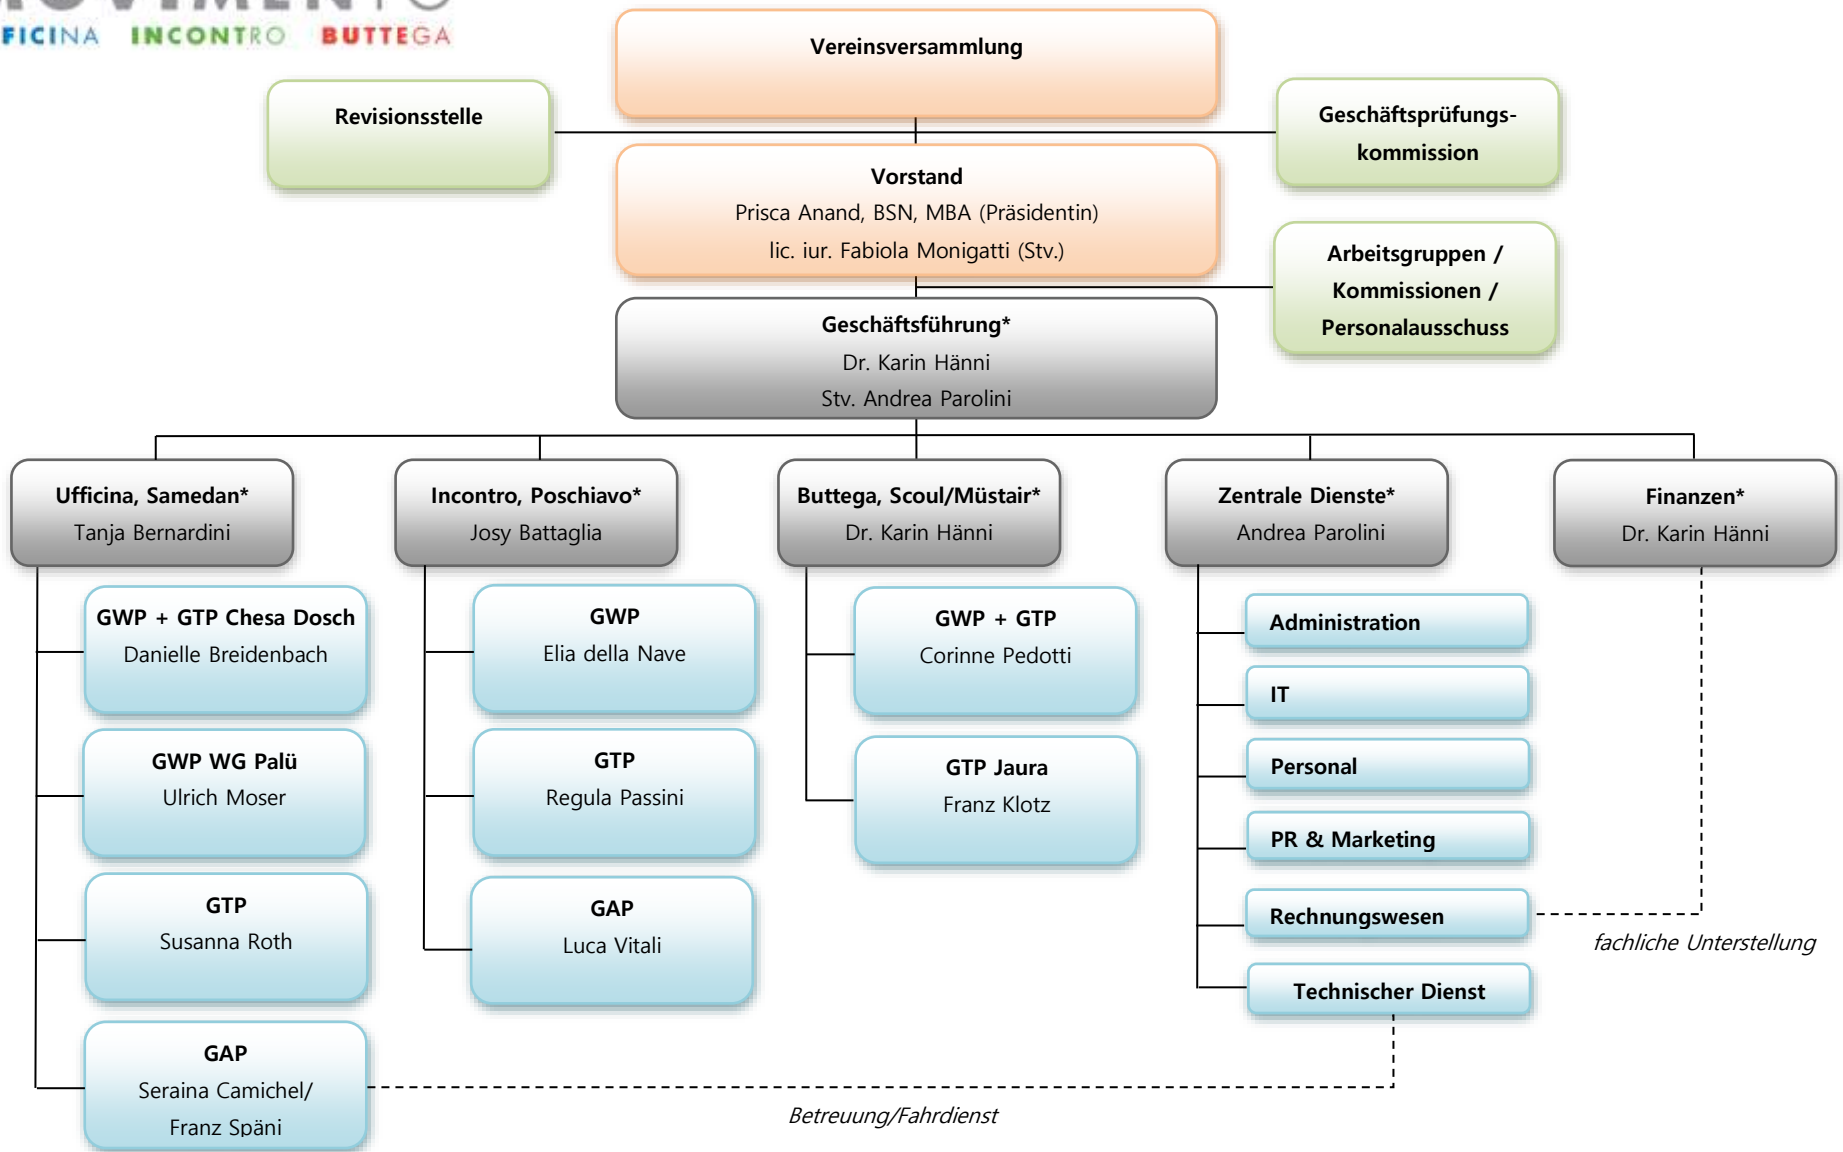 MOVIMENTO
FICINA INCONTRO BUTTEGA
Vereinsversammlung
Revisionsstelle
Geschäftsprüfungs-
kommission
Vorstand
Prisca Anand, BSN, MBA (Präsidentin)
lic. iur. Fabiola Monigatti (Stv.)
Arbeitsgruppen /
Kommissionen /
Personalausschuss
Geschäftsführung*
Dr. Karin Hänni
Stv. Andrea Parolini
Ufficina, Samedan*
Tanja Bernardini
Incontro, Poschiavo*
Josy Battaglia
Buttega, Scoul/Müstair*
Dr. Karin Hänni
Zentrale Dienste*
Andrea Parolini
Finanzen*
Dr. Karin Hänni
GWP + GTP Chesa Dosch
Danielle Breidenbach
GWP WG Palü
Ulrich Moser
GTP
Susanna Roth
GAP
Seraina Camichel/
Franz Späni
GWP
Elia della Nave
GTP
Regula Passini
GAP
Luca Vitali
GWP + GTP
Corinne Pedotti
GTP Jaura
Franz Klotz
Administration
IT
Personal
PR & Marketing
Rechnungswesen
Technischer Dienst
fachliche Unterstellung
Betreuung/Fahrdienst